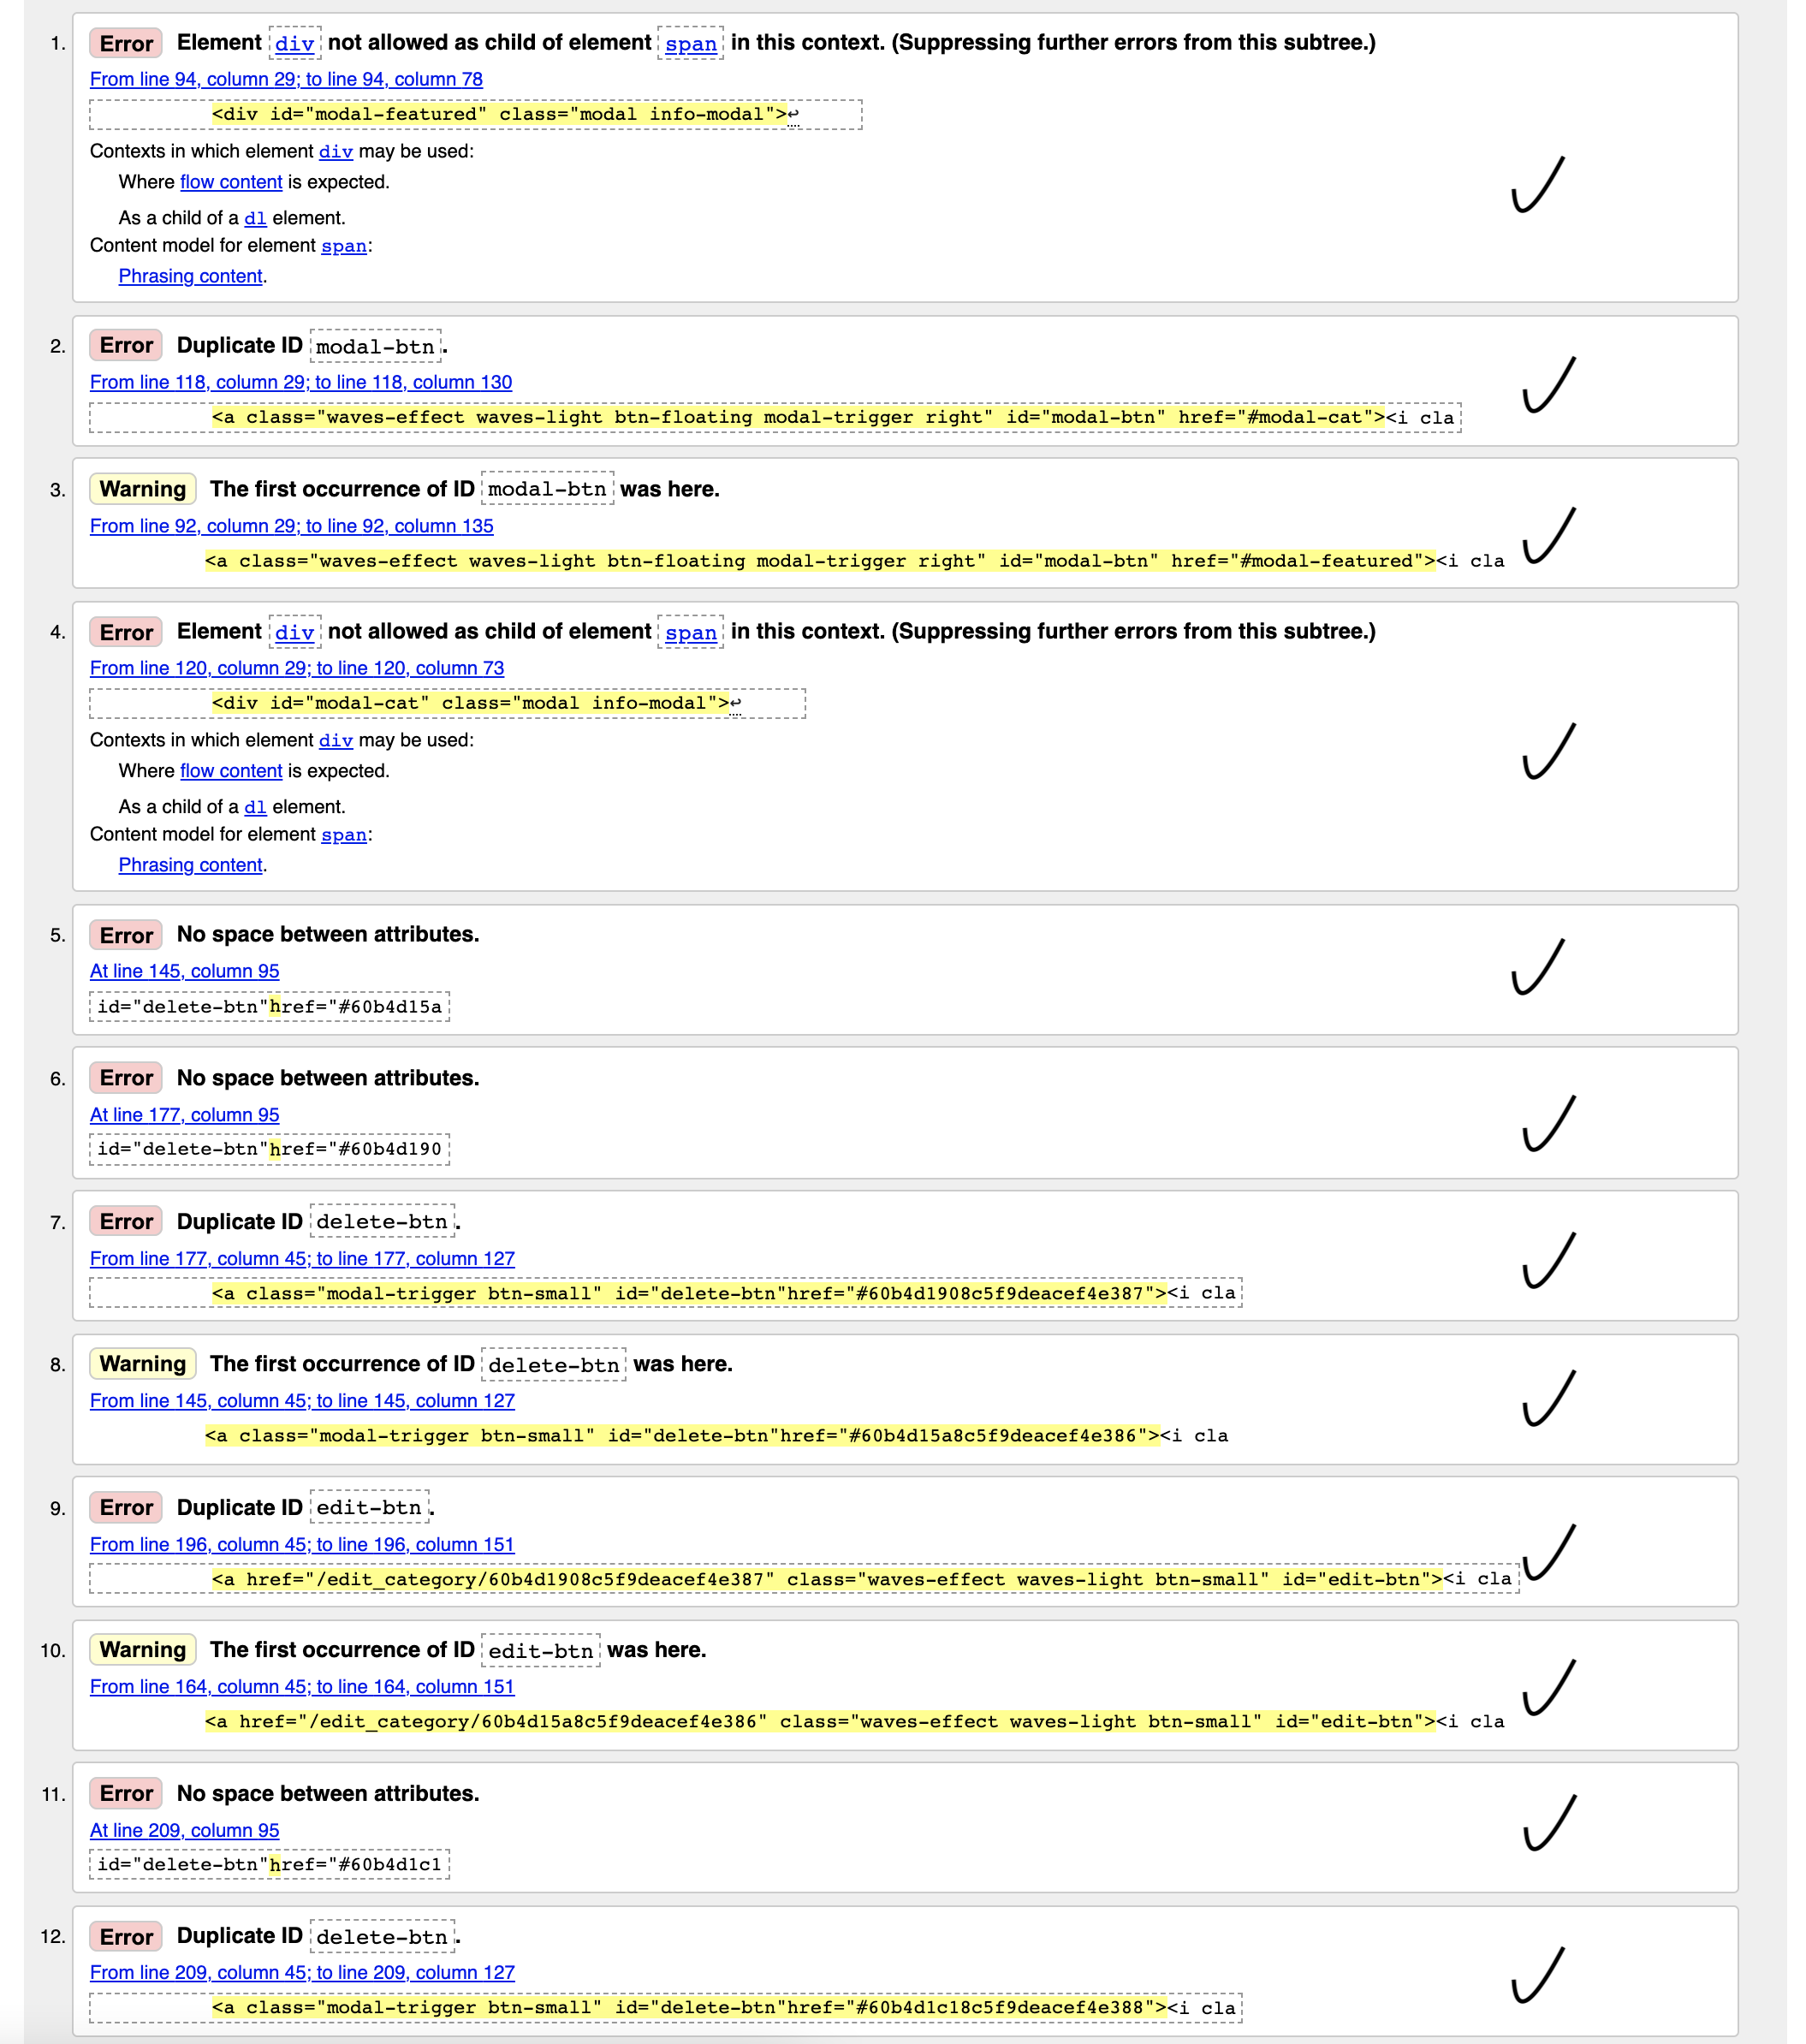 1. Error Element div not allowed as child of element span in this context. (Suppressing further errors from this subtree.)
From line 94, column 29; to line 94, column 78
<div id="modal-featured" class="modal info-modal">↩
Contexts in which element div may be used:
Where flow content is expected.
As a child of a dl element.
Content model for element span:
Phrasing content.
2. Error Duplicate ID modal-btn.
From line 118, column 29; to line 118, column 130
<a class="waves-effect waves-light btn-floating modal-trigger right" id="modal-btn" href="#modal-cat"><i cla
3. Warning The first occurrence of ID modal-btn was here.
From line 92, column 29; to line 92, column 135
<a class="waves-effect waves-light btn-floating modal-trigger right" id="modal-btn" href="#modal-featured"><i cla
4. Error Element div not allowed as child of element span in this context. (Suppressing further errors from this subtree.)
From line 120, column 29; to line 120, column 73
<div id="modal-cat" class="modal info-modal">↩
Contexts in which element div may be used:
Where flow content is expected.
As a child of a dl element.
Content model for element span:
Phrasing content.
5. Error No space between attributes.
At line 145, column 95
id="delete-btn"href="#60b4d15a
6. Error No space between attributes.
At line 177, column 95
id="delete-btn"href="#60b4d190
7. Error Duplicate ID delete-btn.
From line 177, column 45; to line 177, column 127
<a class="modal-trigger btn-small" id="delete-btn"href="#60b4d1908c5f9deacef4e387"><i cla
8. Warning The first occurrence of ID delete-btn was here.
From line 145, column 45; to line 145, column 127
<a class="modal-trigger btn-small" id="delete-btn"href="#60b4d15a8c5f9deacef4e386"><i cla
9. Error Duplicate ID edit-btn.
From line 196, column 45; to line 196, column 151
<a href="/edit_category/60b4d1908c5f9deacef4e387" class="waves-effect waves-light btn-small" id="edit-btn"><i cla
10. Warning The first occurrence of ID edit-btn was here.
From line 164, column 45; to line 164, column 151
<a href="/edit_category/60b4d15a8c5f9deacef4e386" class="waves-effect waves-light btn-small" id="edit-btn"><i cla
11. Error No space between attributes.
At line 209, column 95
id="delete-btn"href="#60b4d1c1
12. Error Duplicate ID delete-btn.
From line 209, column 45; to line 209, column 127
<a class="modal-trigger btn-small" id="delete-btn"href="#60b4d1c18c5f9deacef4e388"><i cla